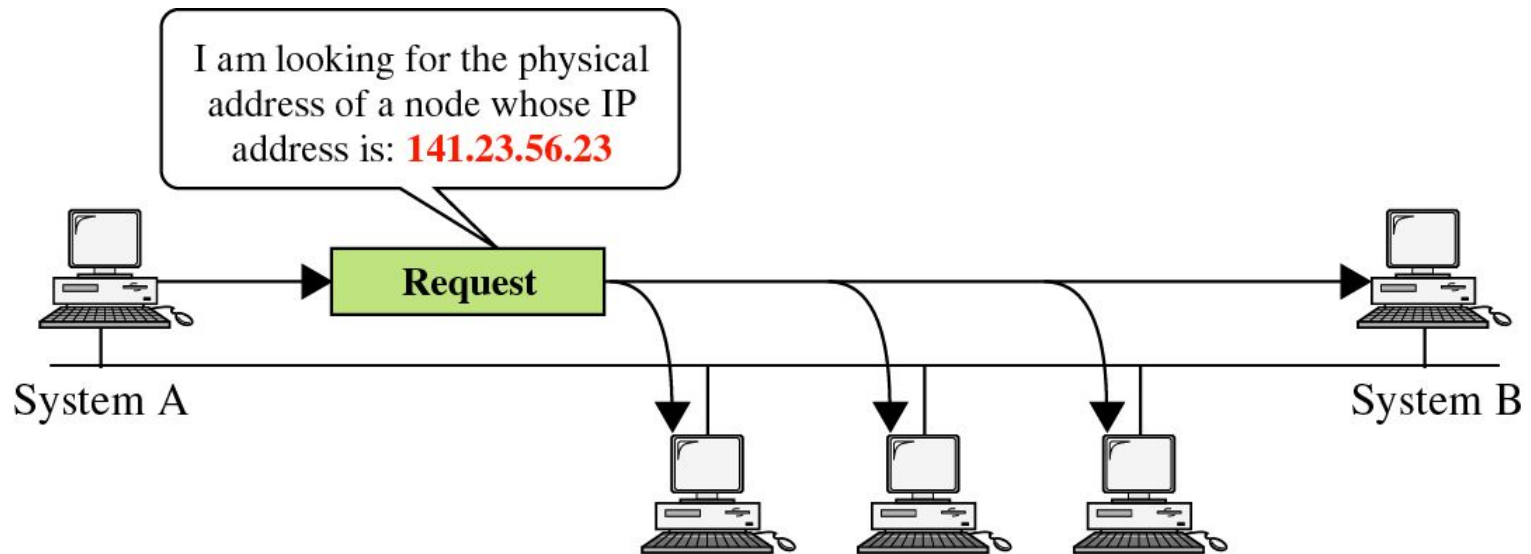 I am looking for the physical
address of a node whose IP
address is: 141.23.56.23
Request
System A
System B